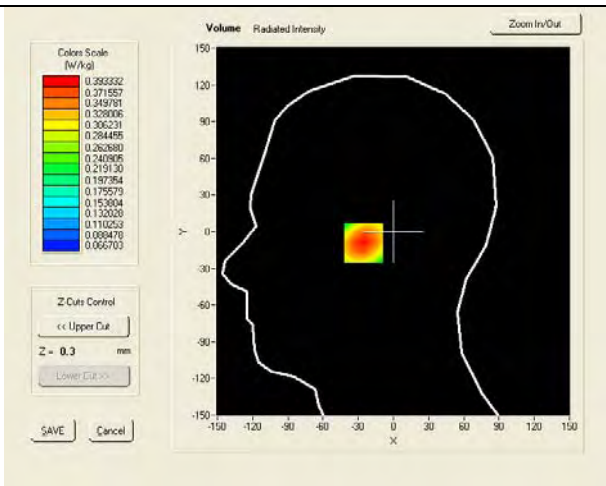 Volume Radiated Intensity
Zoom In/Out
Colors Scale
(W/kg)
0.393332
0.371557
0.349781
0.328006
0.306231
0.284455
0.262680
0.240905
0.219130
0.197354
0.175579
0.153804
0.132028
0.110253
0.088478
0.066703
Z-Cuts Control
<< Upper Cut
Z = 0.3 mm
Lower Cut >>
SAVE Cancel
150
120
90
60
30
Y 0
-30
-60
-90
-120
-150
-150 -120 -90 -60 -30 0 30 60 90 120 150
X